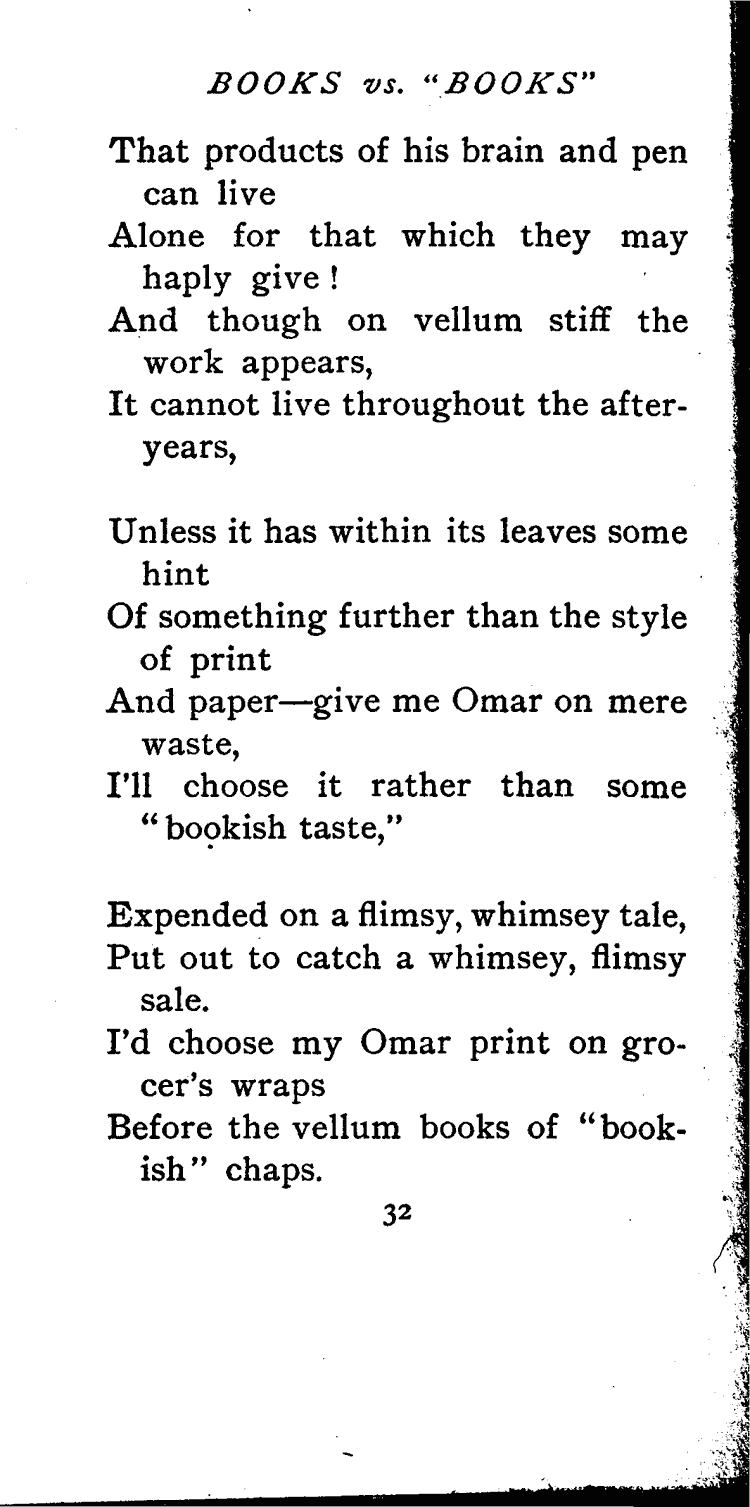 BOOKS vs. "BOOKS"
That products of his brain and pen
can live
Alone for that which they may
haply give !
And though on vellum stiff the
work appears,
It cannot live throughout the after-
years,
Unless it has within its leaves some
hint
Of something further than the style
of print
And paper—give me Omar on mere
waste,
I'll choose it rather than some
"bookish taste,"
Expended on a flimsy, whimsey tale,
Put out to catch a whimsey, flimsy
sale.
I'd choose my Omar print on gro-
cer's wraps
Before the vellum books of "book-
ish" chaps.
32